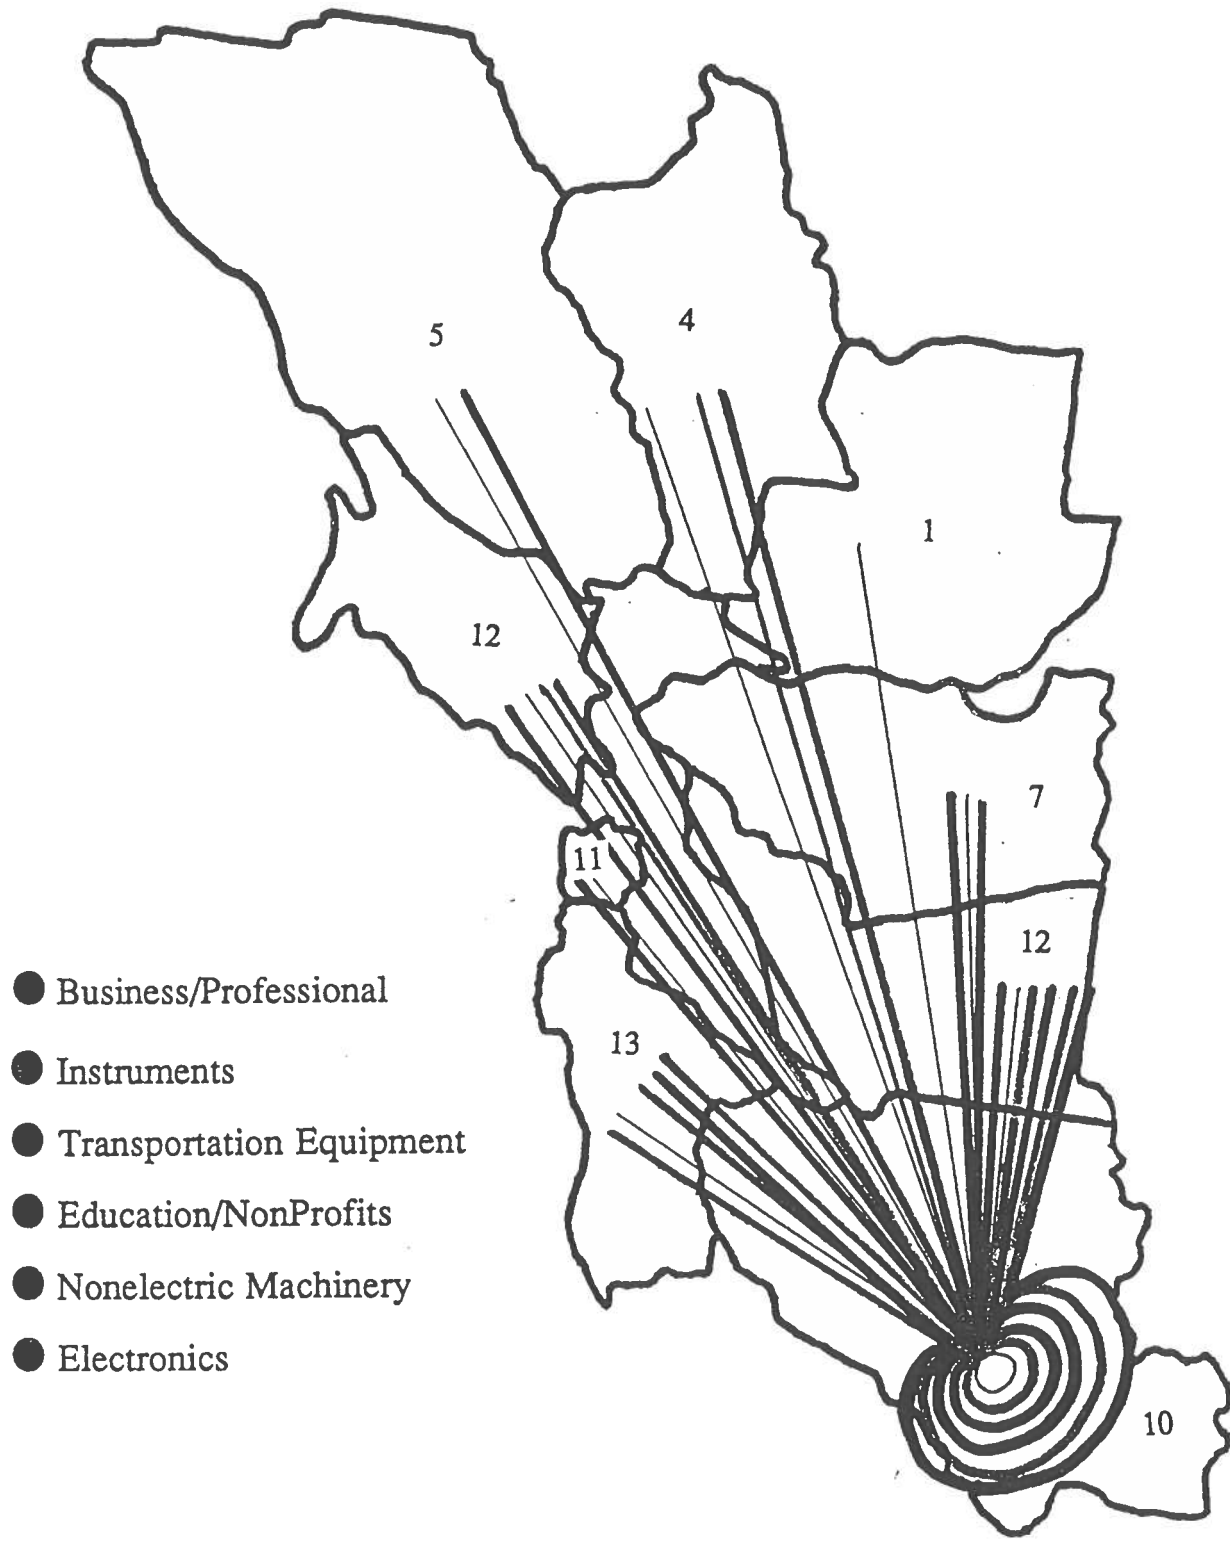 5
4
1
12
7
11
12
13
Business/Professional
Instruments
Transportation Equipment
Education/NonProfits
Nonelectric Machinery
Electronics
10